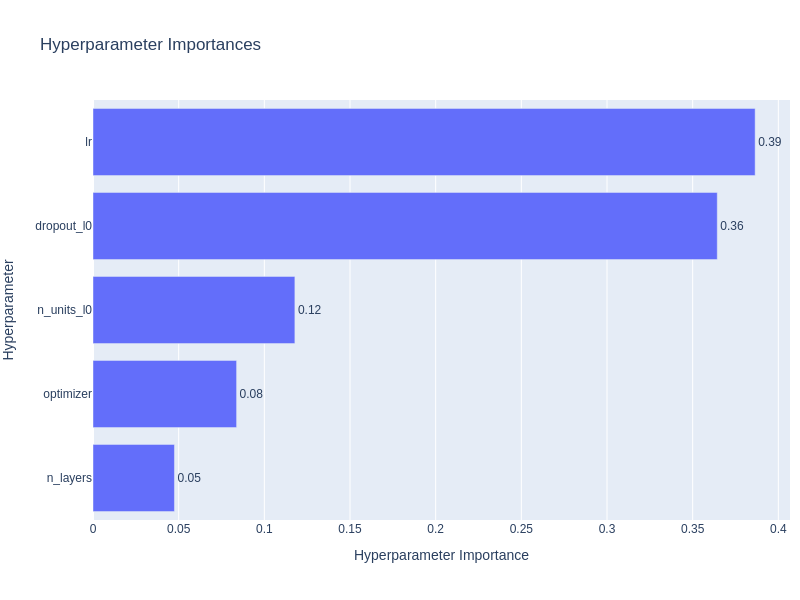 Hyperparameter Importances
Hyperparameter
lr
0.39
dropout_l0
0.36
n_units_l0
0.12
optimizer
0.08
n_layers
0.05
0
0.05
0.1
0.15
0.2
0.25
0.3
0.35
0.4
Hyperparameter Importance